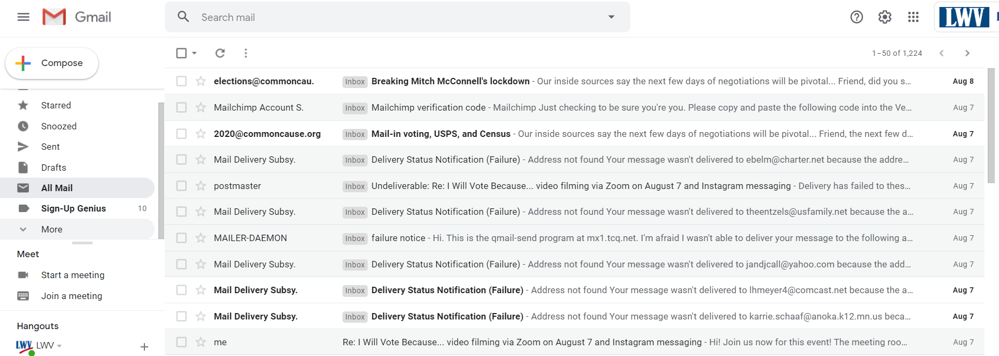 Gmail
Search mail
LWV
Compose
1–50 of 1,224
Starred
Snoozed
Sent
Drafts
All Mail
Sign-Up Genius 10
More
Meet
Start a meeting
Join a meeting
Hangouts
LWV LWV
elections@commoncau. Inbox Breaking Mitch McConnell's lockdown - Our inside sources say the next few days of negotiations will be pivotal... Friend, did you s... Aug 8
Mailchimp Account S. Inbox Mailchimp verification code - Mailchimp Just checking to be sure you're you. Please copy and paste the following code into the Ve... Aug 7
2020@commoncause.org Inbox Mail-in voting, USPS, and Census - Our inside sources say the next few days of negotiations will be pivotal... Friend, the next few d... Aug 7
Mail Delivery Subsy. Inbox Delivery Status Notification (Failure) - Address not found Your message wasn't delivered to ebelm@charter.net because the addre... Aug 7
postmaster Inbox Undeliverable: Re: I Will Vote Because... video filming via Zoom on August 7 and Instagram messaging - Delivery has failed to thes... Aug 7
Mail Delivery Subsy. Inbox Delivery Status Notification (Failure) - Address not found Your message wasn't delivered to theentzels@usfamily.net because the a... Aug 7
MAILER-DAEMON Inbox failure notice - Hi. This is the qmail-send program at mx1.tcq.net. I'm afraid I wasn't able to deliver your message to the following a... Aug 7
Mail Delivery Subsy. Inbox Delivery Status Notification (Failure) - Address not found Your message wasn't delivered to jandjcall@yahoo.com because the add... Aug 7
Mail Delivery Subsy. Inbox Delivery Status Notification (Failure) - Address not found Your message wasn't delivered to lhmeyer4@comcast.net because the a... Aug 7
Mail Delivery Subsy. Inbox Delivery Status Notification (Failure) - Address not found Your message wasn't delivered to karrie.schaaf@anoka.k12.mn.us beca... Aug 7
me Re: I Will Vote Because... video filming via Zoom on August 7 and Instagram messaging - Hi! Join us now for this event! The meeting roo... Aug 7